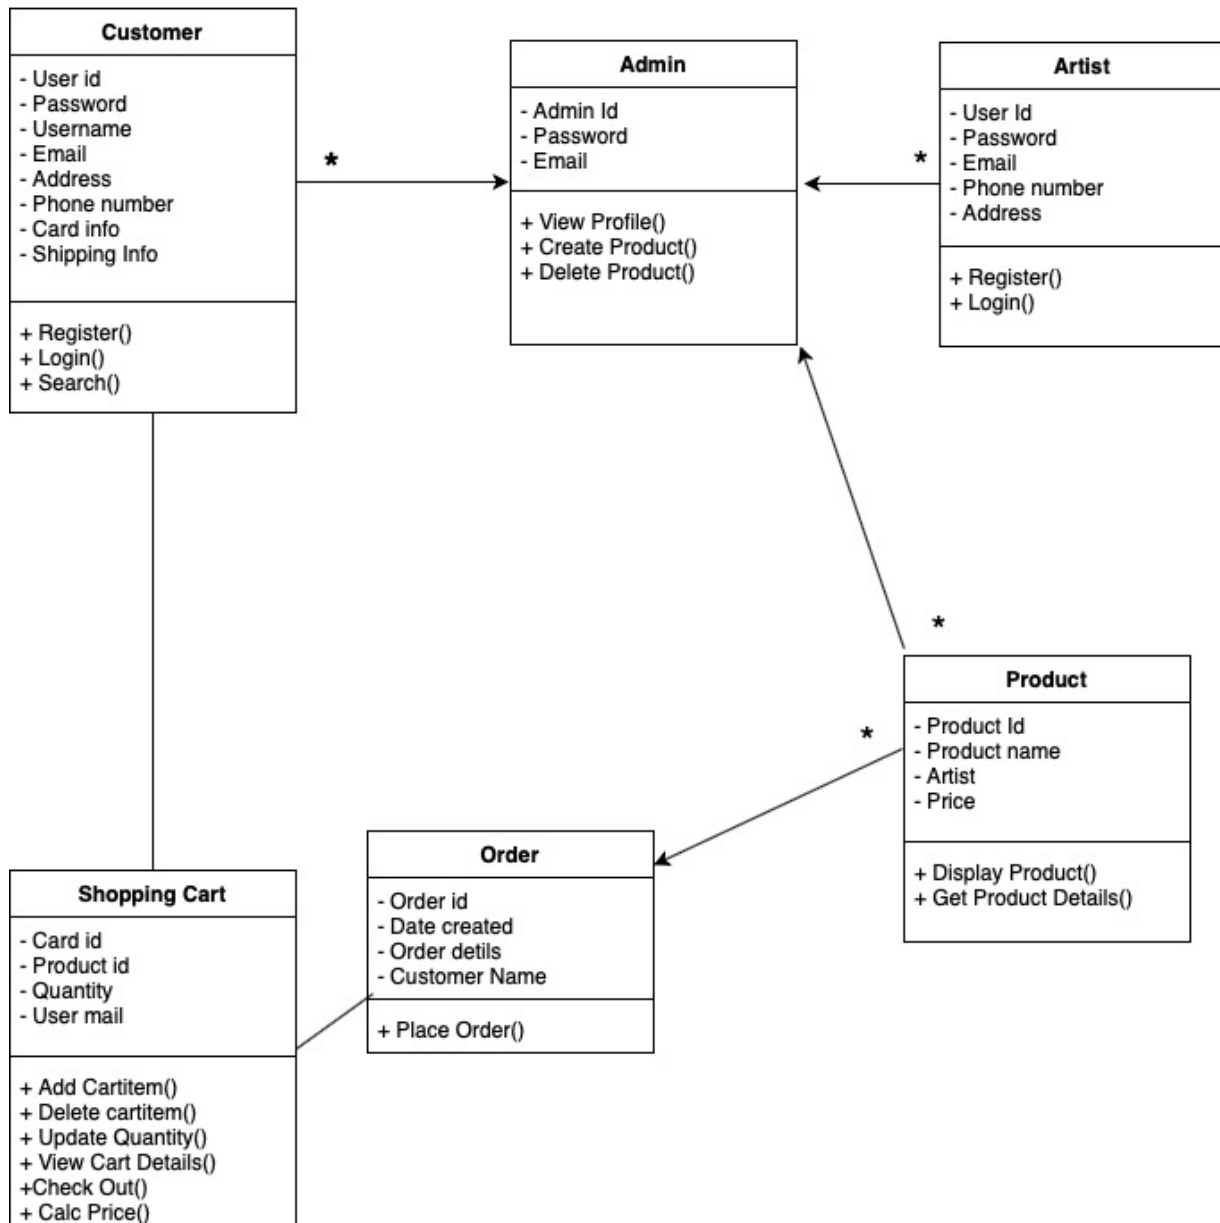 Customer
- User id
- Password
- Username
- Email
- Address
- Phone number
- Card info
- Shipping Info
+ Register()
+ Login()
+ Search()
*
Admin
- Admin Id
- Password
- Email
+ View Profile()
+ Create Product()
+ Delete Product()
*
Artist
- User Id
- Password
- Email
- Phone number
- Address
+ Register()
+ Login()
*
Product
- Product Id
- Product name
- Artist
- Price
+ Display Product()
+ Get Product Details()
*
Order
- Order id
- Date created
- Order detils
- Customer Name
+ Place Order()
Shopping Cart
- Card id
- Product id
- Quantity
- User mail
+ Add Cartitem()
+ Delete cartitem()
+ Update Quantity()
+ View Cart Details()
+Check Out()
+ Calc Price()